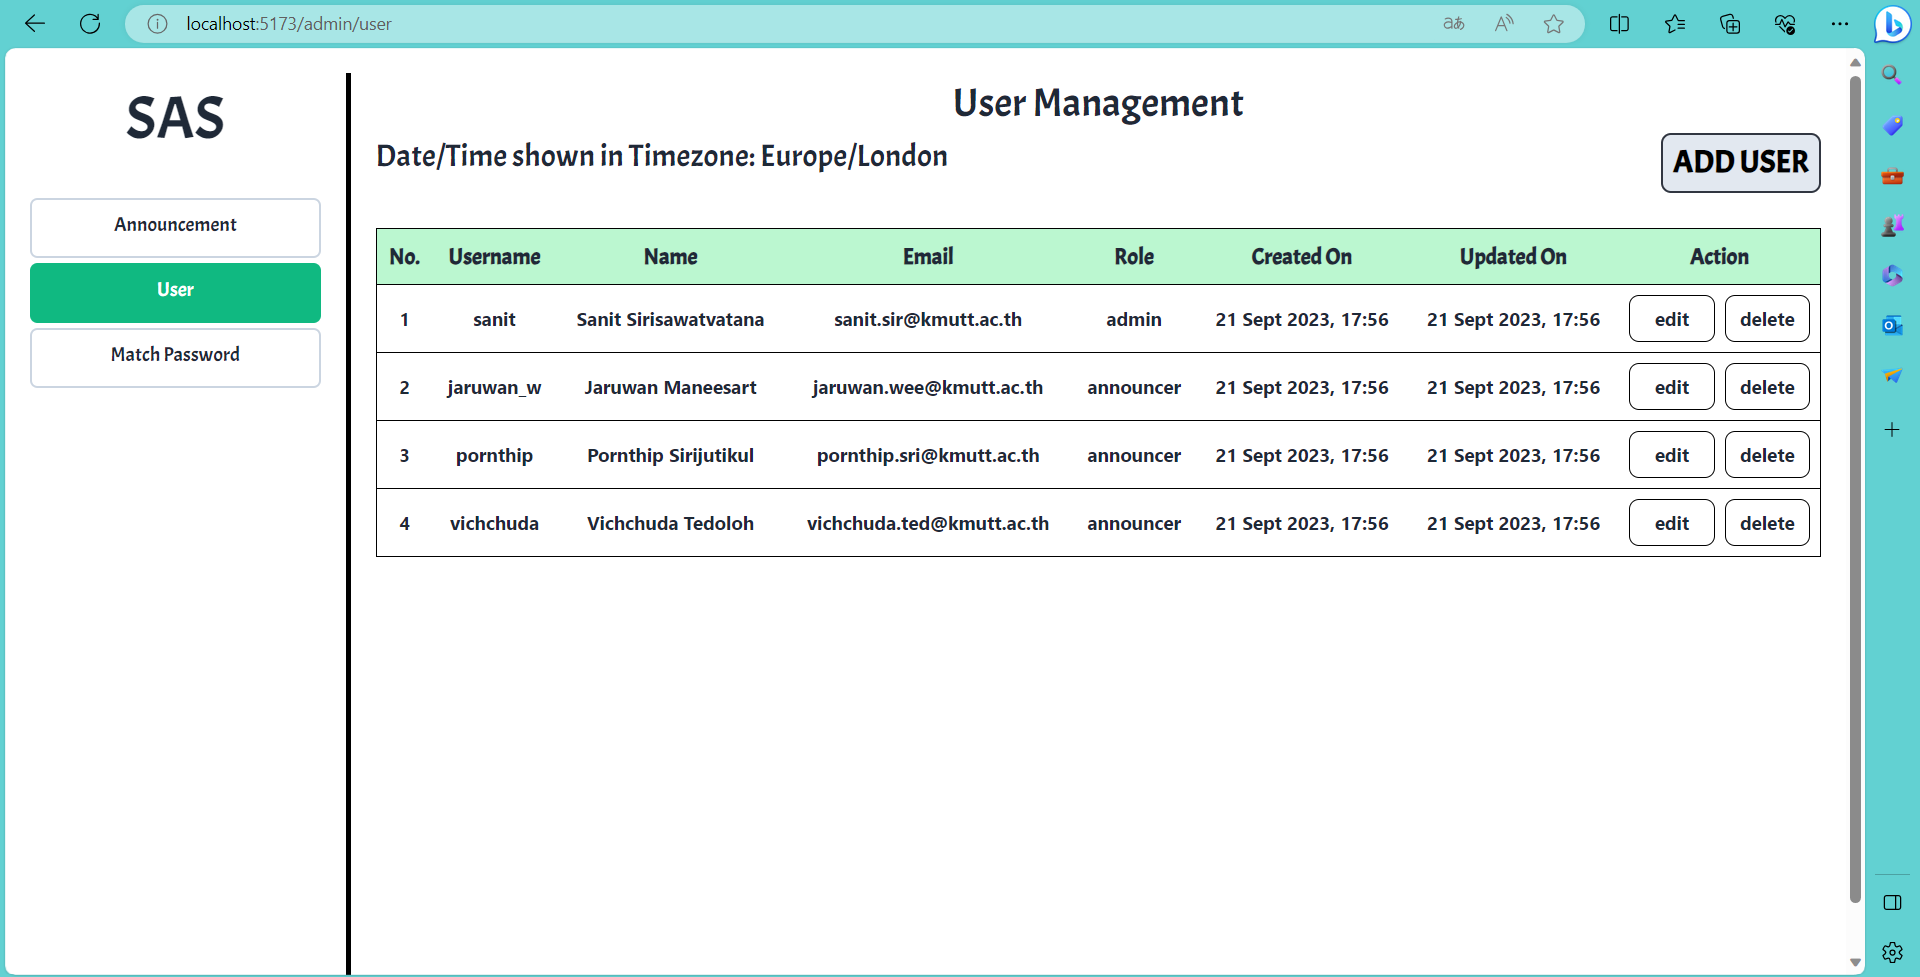 localhost:5173/admin/user
SAS
Announcement
User
Match Password
User Management
Date/Time shown in Timezone: Europe/London
ADD USER
No. Username Name Email Role Created On Updated On Action
1 sanit Sanit Sirisawatvatana sanit.sir@kmutt.ac.th admin 21 Sept 2023, 17:56 21 Sept 2023, 17:56 edit delete
2 jaruwan_w Jaruwan Maneesart jaruwan.wee@kmutt.ac.th announcer 21 Sept 2023, 17:56 21 Sept 2023, 17:56 edit delete
3 pornthip Pornthip Sirijutikul pornthip.sri@kmutt.ac.th announcer 21 Sept 2023, 17:56 21 Sept 2023, 17:56 edit delete
4 vichchuda Vichchuda Tedoloh vichchuda.ted@kmutt.ac.th announcer 21 Sept 2023, 17:56 21 Sept 2023, 17:56 edit delete